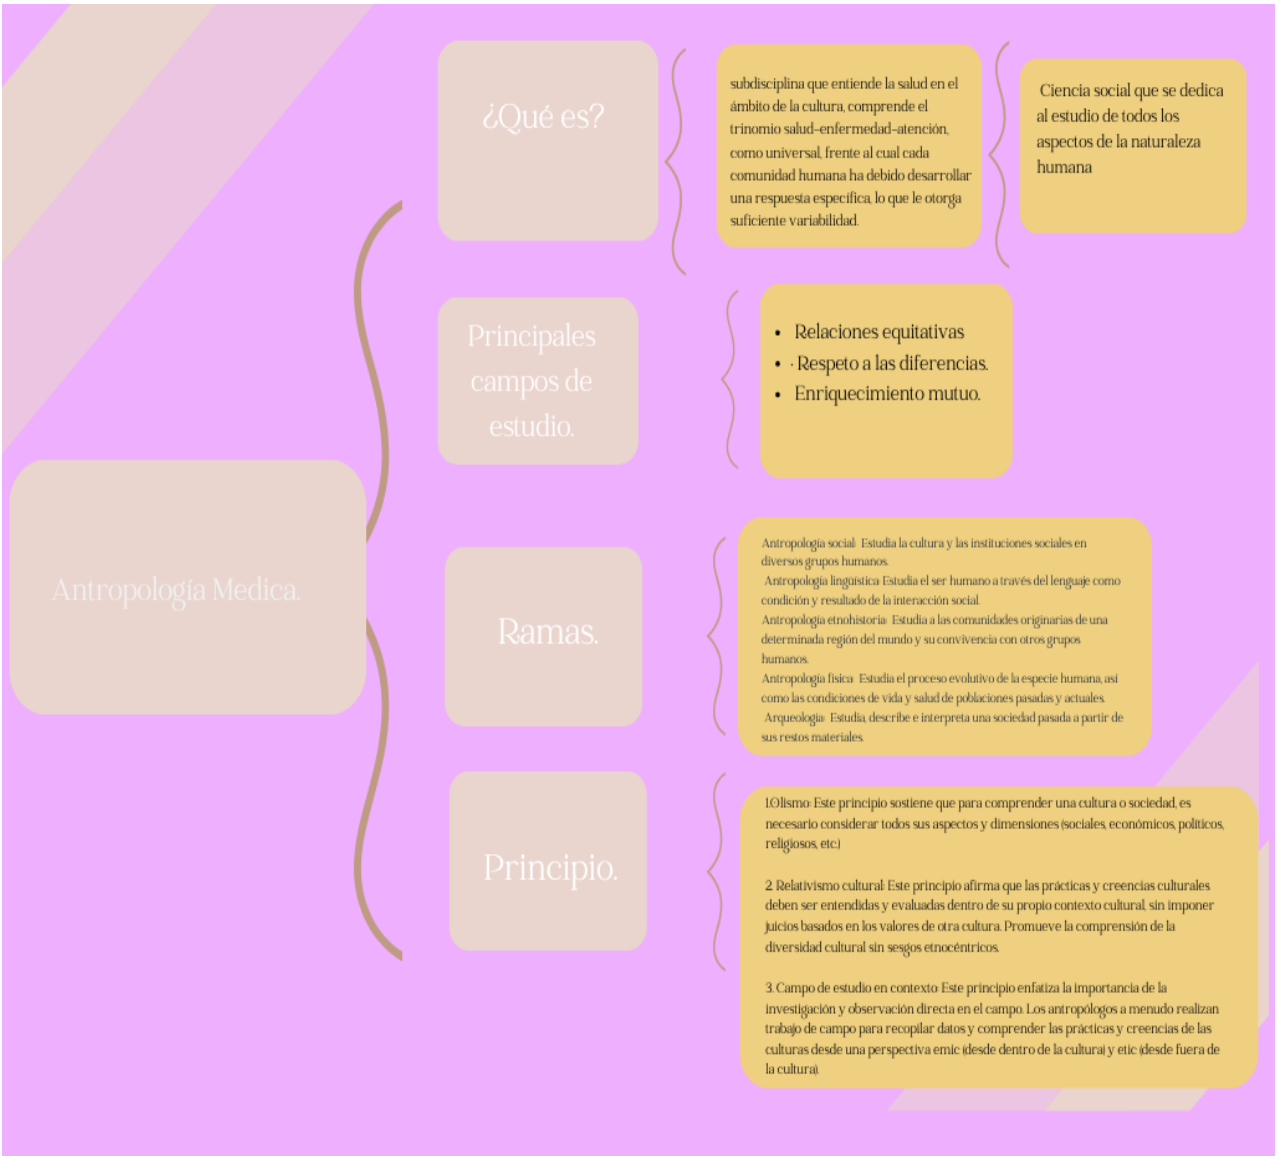 Antropología Medica.
¿Qué es?
subdisciplina que entiende la salud en el
ámbito de la cultura, comprende el
trinomio salud-enfermedad-atención,
como universal, frente al cual cada
comunidad humana ha debido desarrollar
una respuesta específica, lo que le otorga
suficiente variabilidad.
Ciencia social que se dedica
al estudio de todos los
aspectos de la naturaleza
humana
Principales
campos de
estudio.
• Relaciones equitativas
• · Respeto a las diferencias.
• Enriquecimiento mutuo.
Ramas.
Antropología social: Estudia la cultura y las instituciones sociales en
diversos grupos humanos.
Antropología lingüística: Estudia el ser humano a través del lenguaje como
condición y resultado de la interacción social.
Antropología etnohistoria: Estudia a las comunidades originarias de una
determinada región del mundo y su convivencia con otros grupos
humanos.
Antropología física: Estudia el proceso evolutivo de la especie humana, así
como las condiciones de vida y salud de poblaciones pasadas y actuales.
Arqueología: Estudia, describe e interpreta una sociedad pasada a partir de
sus restos materiales.
Principio.
1.Olismo: Este principio sostiene que para comprender una cultura o sociedad, es
necesario considerar todos sus aspectos y dimensiones (sociales, económicos, políticos,
religiosos, etc.)
2. Relativismo cultural: Este principio afirma que las prácticas y creencias culturales
deben ser entendidas y evaluadas dentro de su propio contexto cultural, sin imponer
juicios basados en los valores de otra cultura. Promueve la comprensión de la
diversidad cultural sin sesgos etnocéntricos.
3. Campo de estudio en contexto: Este principio enfatiza la importancia de la
investigación y observación directa en el campo. Los antropólogos a menudo realizan
trabajo de campo para recopilar datos y comprender las prácticas y creencias de las
culturas desde una perspectiva emic (desde dentro de la cultura) y etic (desde fuera de
la cultura).